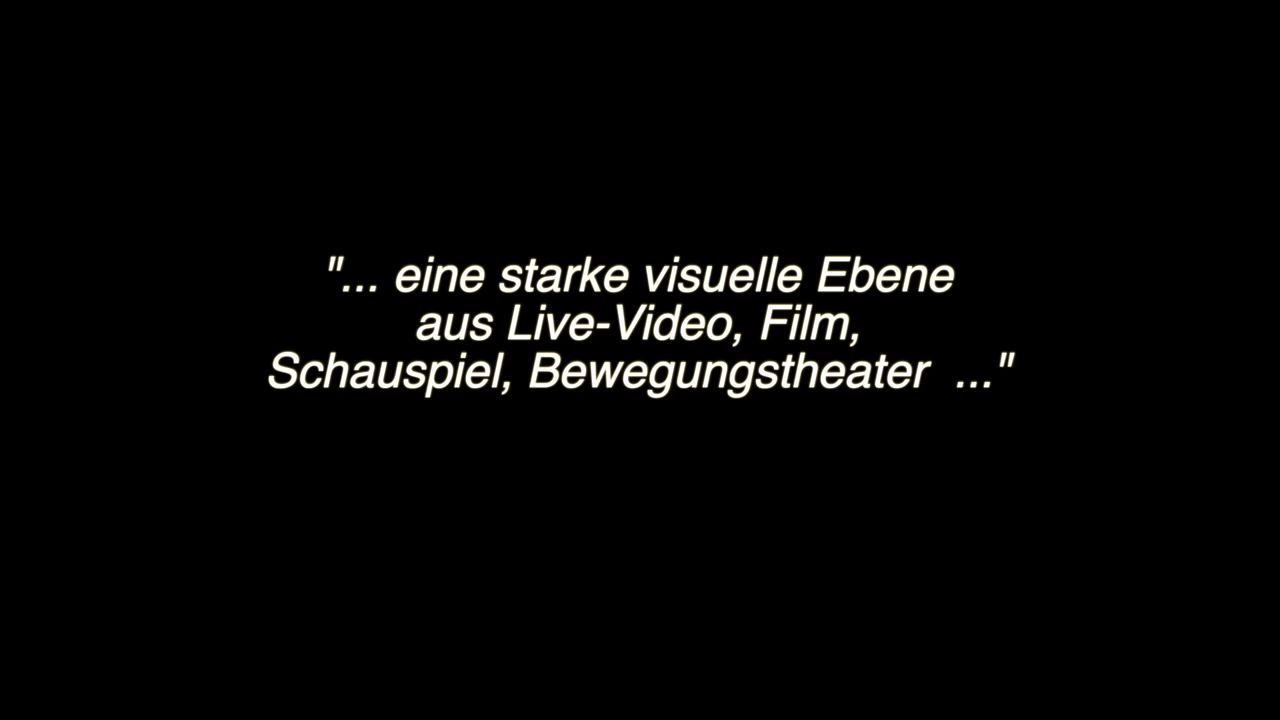 "... eine starke visuelle Ebene
aus Live-Video, Film,
Schauspiel, Bewegungstheater  ..."